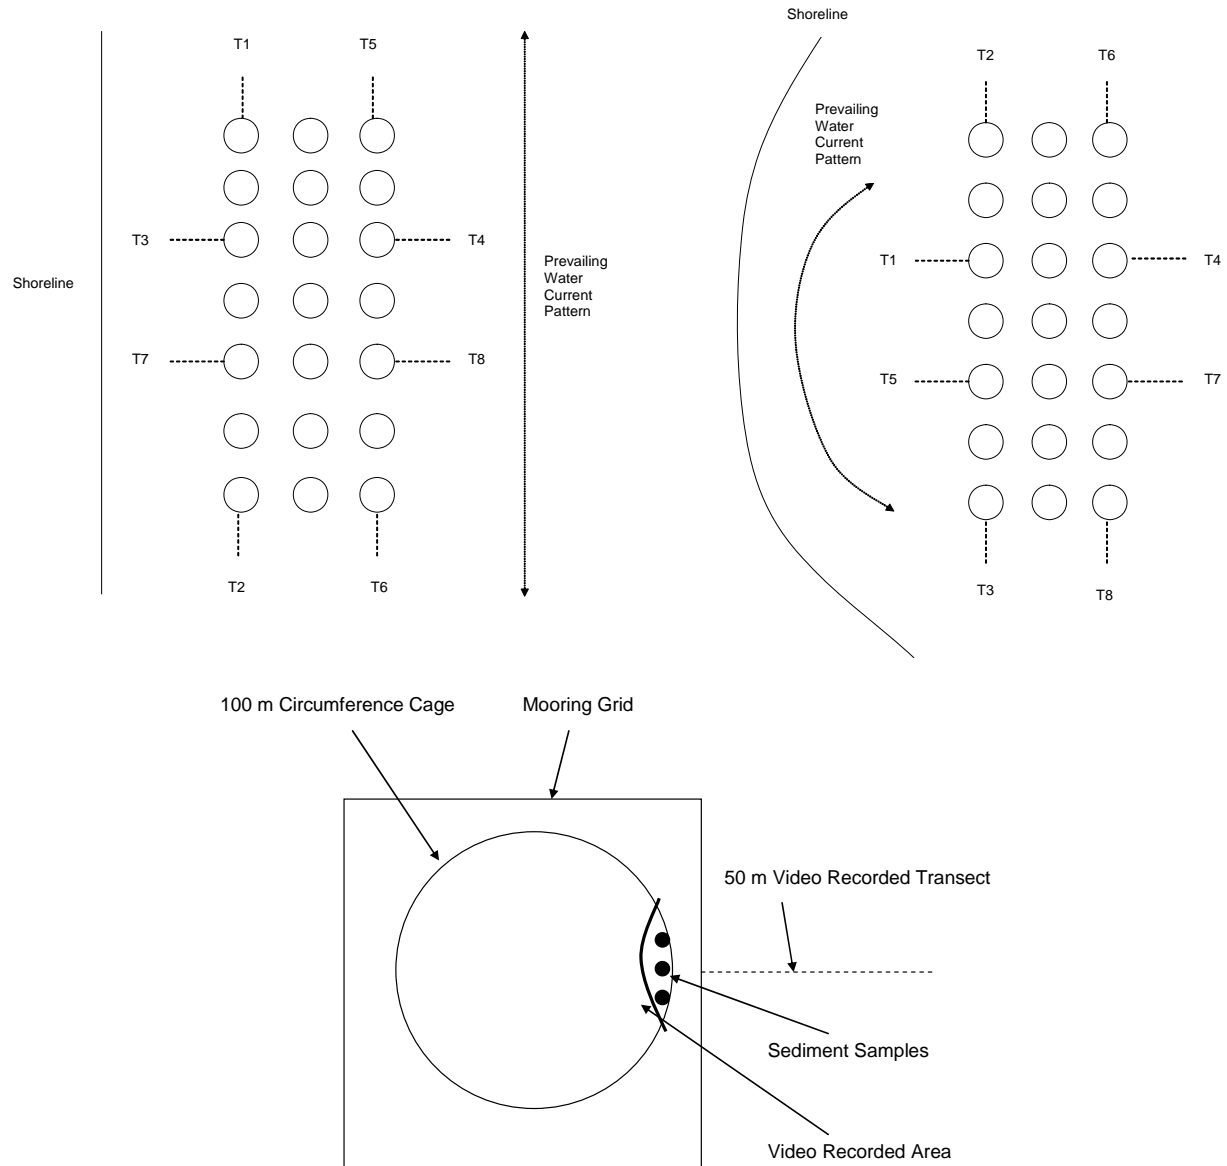 Shoreline
T1
T5
T2
T6
Prevailing
Water
Current
Pattern
T3
T4
T1
T4
Shoreline
Prevailing
Water
Current
Pattern
T7
T8
T5
T7
T2
T6
T3
T8
100 m Circumference Cage
Mooring Grid
50 m Video Recorded Transect
Sediment Samples
Video Recorded Area